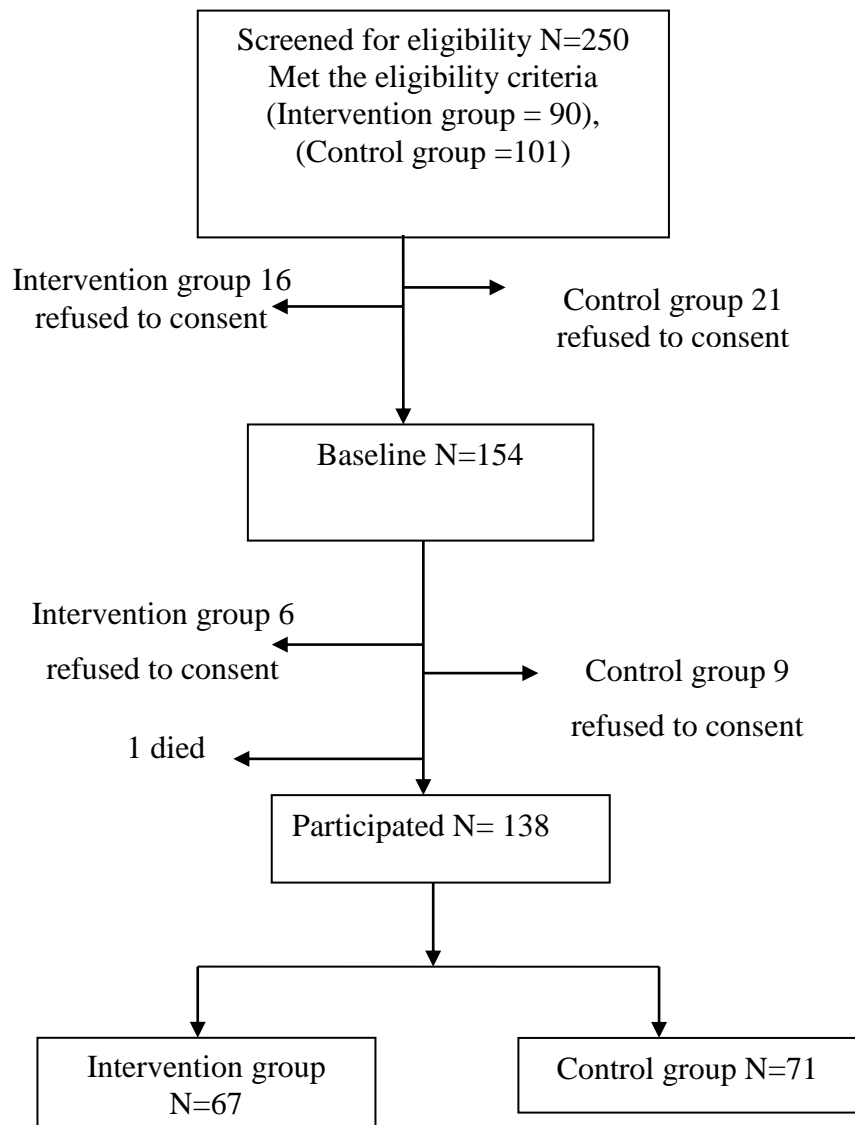 Screened for eligibility N=250
Met the eligibility criteria
(Intervention group = 90),
(Control group =101)
Intervention group 16
refused to consent
Control group 21
refused to consent
Baseline N=154
Intervention group 6
refused to consent
Control group 9
refused to consent
1 died
Participated N= 138
Intervention group
N=67
Control group N=71